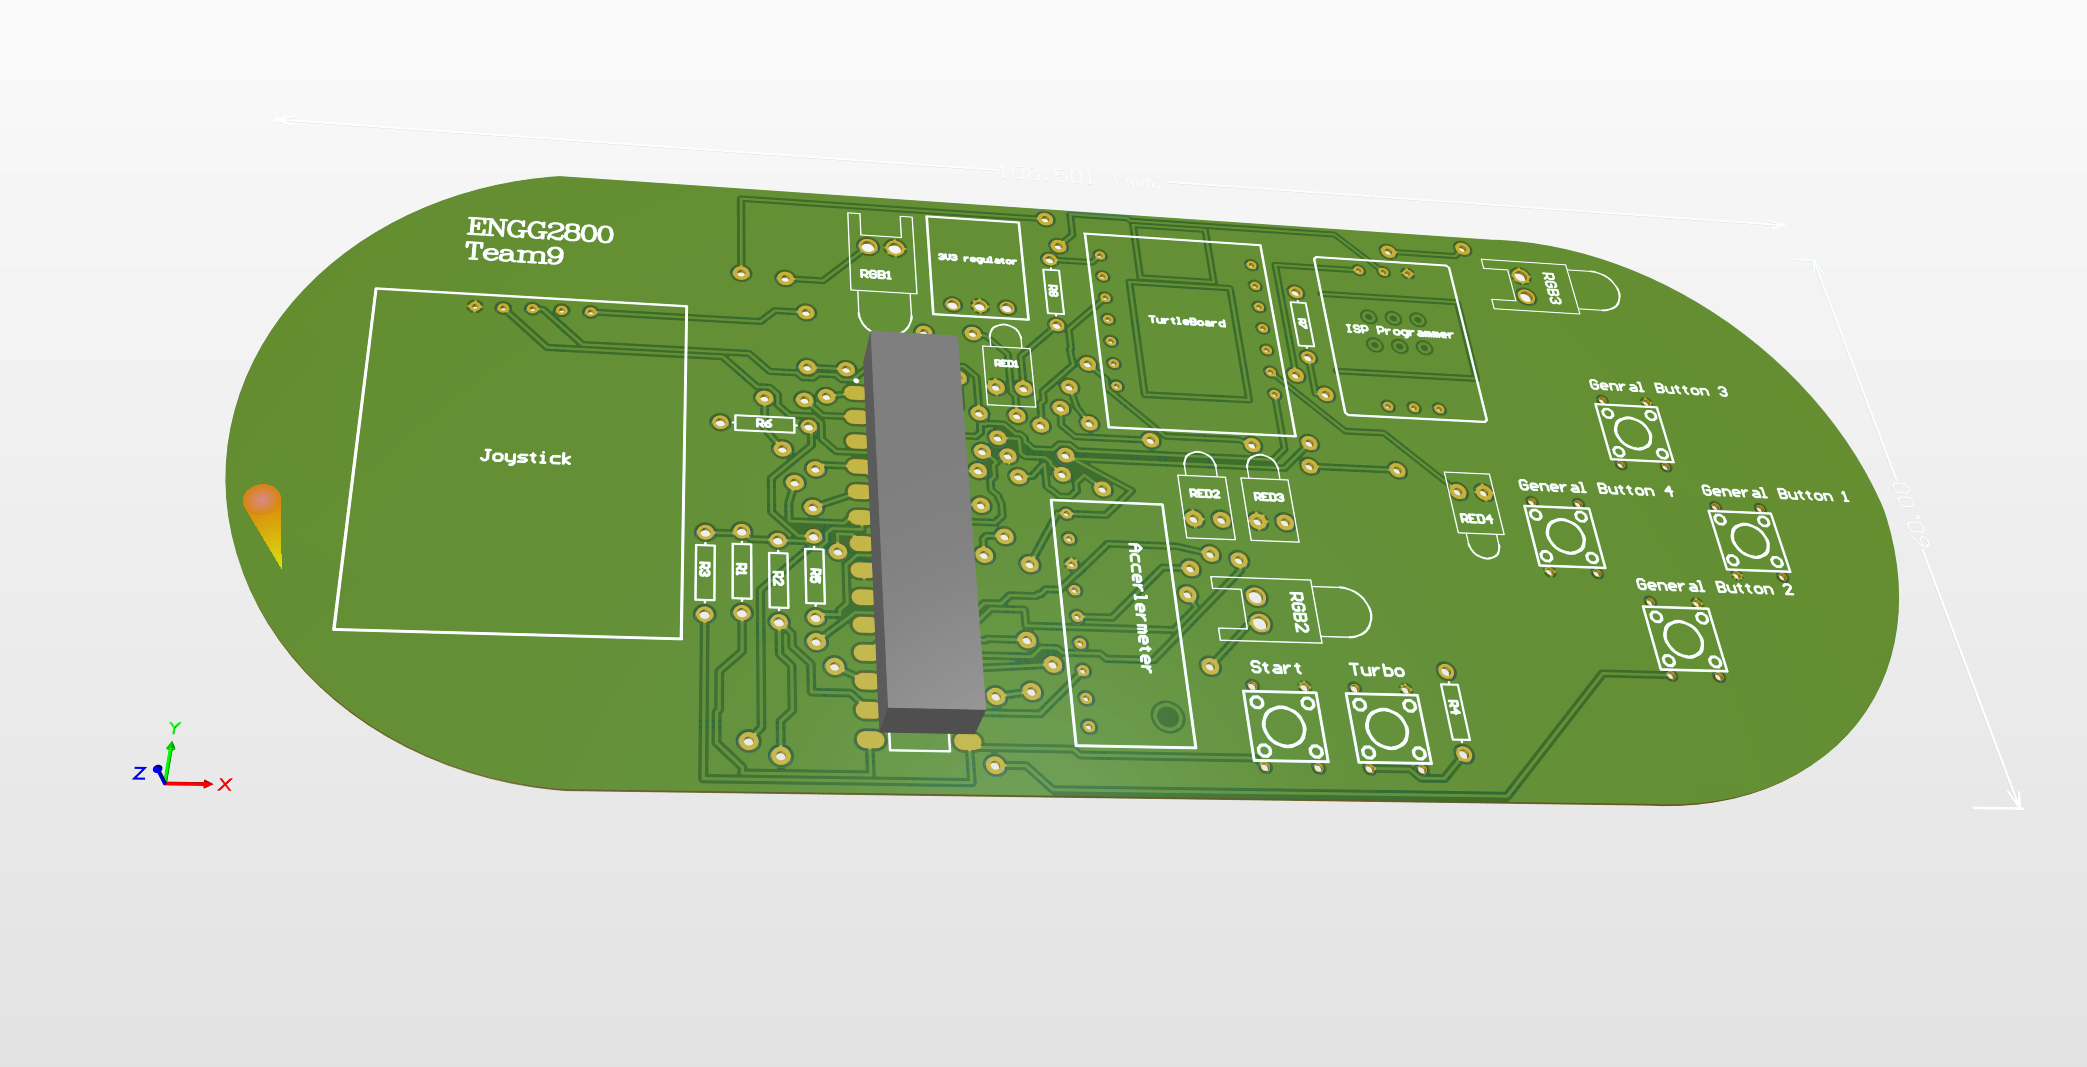 ENGG2800
Team9
RGB1
3V3 regulator
R8
TurtleBoard
R7
ISP Programmer
RGB3
RED1
Genral Button 3
R6
Joystick
RED2
RED3
RED4
General Button 4
General Button 1
R3
R1
R2
R5
Accerlermeter
RGB2
General Button 2
Start
Turbo
R4
Y
Z
X